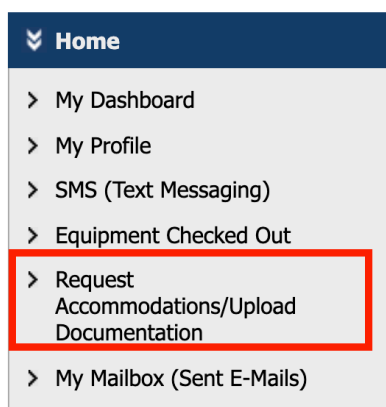 Home
My Dashboard
My Profile
SMS (Text Messaging)
Equipment Checked Out
Request
Accommodations/Upload
Documentation
My Mailbox (Sent E-Mails)